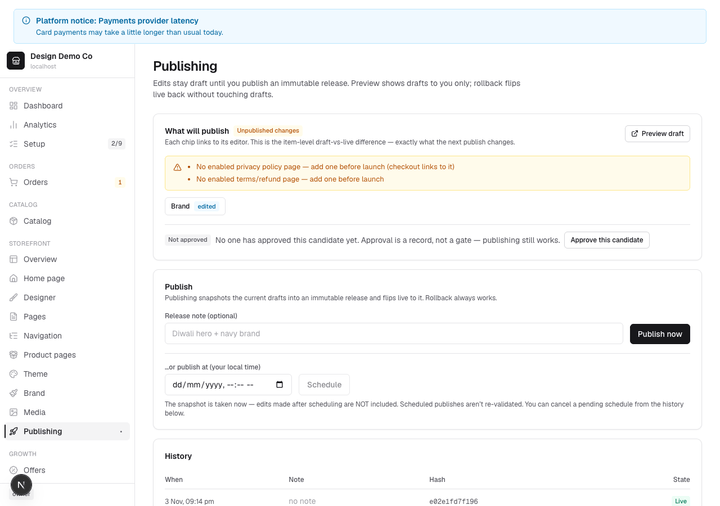 Platform notice: Payments provider latency
Card payments may take a little longer than usual today.
Design Demo Co
localhost
OVERVIEW
Dashboard
Analytics
Setup 2/9
ORDERS
Orders 1
CATALOG
Catalog
STOREFRONT
Overview
Home page
Designer
Pages
Navigation
Product pages
Theme
Brand
Media
Publishing
GROWTH
Offers
N
Publishing
Edits stay draft until you publish an immutable release. Preview shows drafts to you only; rollback flips
live back without touching drafts.
What will publish Unpublished changes
Each chip links to its editor. This is the item-level draft-vs-live difference — exactly what the next publish changes.
Preview draft
• No enabled privacy policy page — add one before launch (checkout links to it)
• No enabled terms/refund page — add one before launch
Brand edited
Not approved No one has approved this candidate yet. Approval is a record, not a gate — publishing still works. Approve this candidate
Publish
Publishing snapshots the current drafts into an immutable release and flips live to it. Rollback always works.
Release note (optional)
Diwali hero + navy brand
Publish now
…or publish at (your local time)
dd/mm/yyyy, --:-- --
Schedule
The snapshot is taken now — edits made after scheduling are NOT included. Scheduled publishes aren't re-validated. You can cancel a pending schedule from the history
below.
History
When Note Hash State
3 Nov, 09:14 pm no note e02e1fd7f196 Live